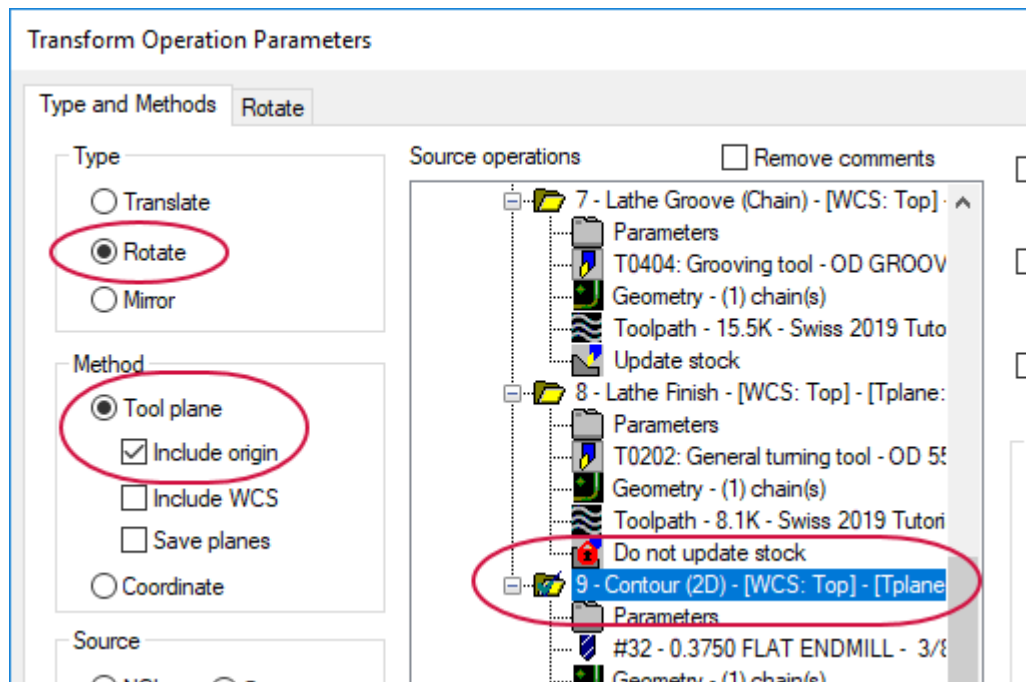 Transform Operation Parameters
Type and Methods
Rotate
Type
Translate
Rotate
Mirror
Method
Tool plane
Include origin
Include WCS
Save planes
Coordinate
Source
Source operations
Remove comments
7 - Lathe Groove (Chain) - [WCS: Top] -
Parameters
T0404: Grooving tool - OD GROOV
Geometry - (1) chain(s)
Toolpath - 15.5K - Swiss 2019 Tuto
Update stock
8 - Lathe Finish - [WCS: Top] - [Tplane:
Parameters
T0202: General turning tool - OD 55
Geometry - (1) chain(s)
Toolpath - 8.1K - Swiss 2019 Tutori
Do not update stock
9 - Contour (2D) - [WCS: Top] - [Tplane
Parameters
#32 - 0.3750 FLAT ENDMILL - 3/8
Geometry - (1) chain(s)